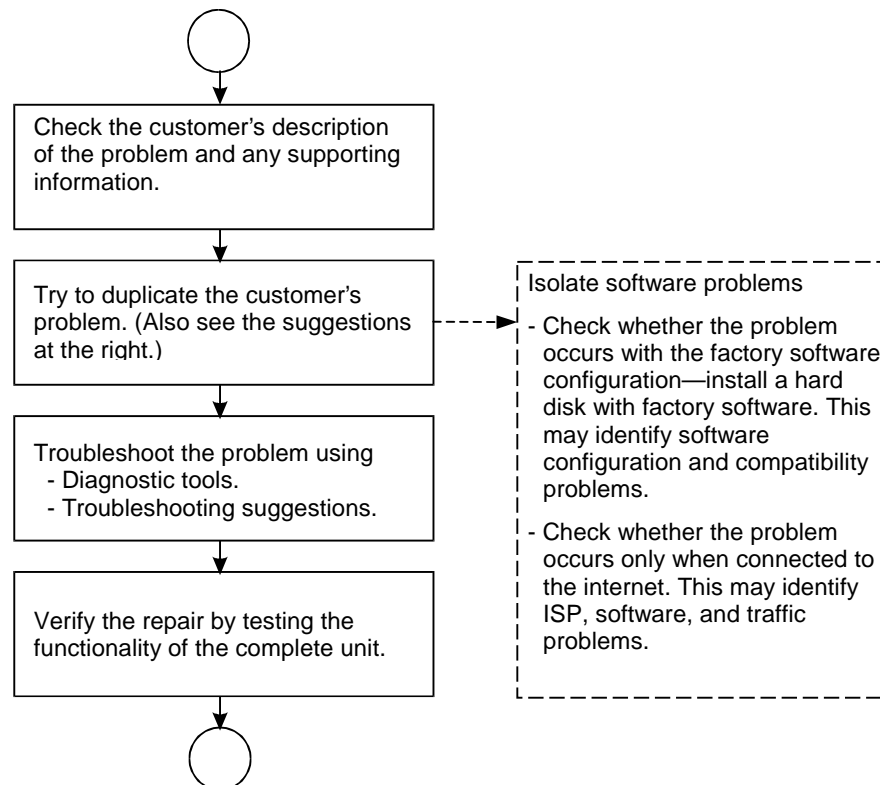 Check the customer’s description
of the problem and any supporting
information.
Try to duplicate the customer’s
problem. (Also see the suggestions
at the right.)
Isolate software problems
- Check whether the problem
occurs with the factory software
configuration—install a hard
disk with factory software. This
may identify software
configuration and compatibility
problems.
- Check whether the problem
occurs only when connected to
the internet. This may identify
ISP, software, and traffic
problems.
Troubleshoot the problem using
- Diagnostic tools.
- Troubleshooting suggestions.
Verify the repair by testing the
functionality of the complete unit.